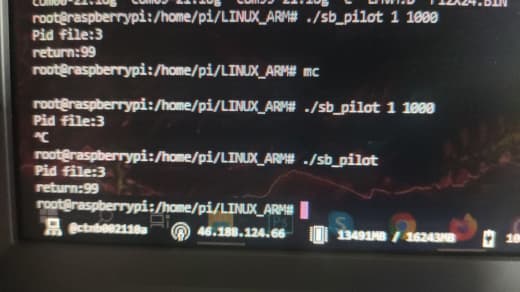 root@raspberrypi:/home/pi/LINUX_ARM# ./sb_pilot 1 1000
Pid file:3
return:99
root@raspberrypi:/home/pi/LINUX_ARM# mc
root@raspberrypi:/home/pi/LINUX_ARM# ./sb_pilot 1 1000
Pid file:3
^C
root@raspberrypi:/home/pi/LINUX_ARM# ./sb_pilot
Pid file:3
return:99
root@raspberrypi:/home/pi/LINUX_ARM#
46.188.124.66 13491MB / 16243MB